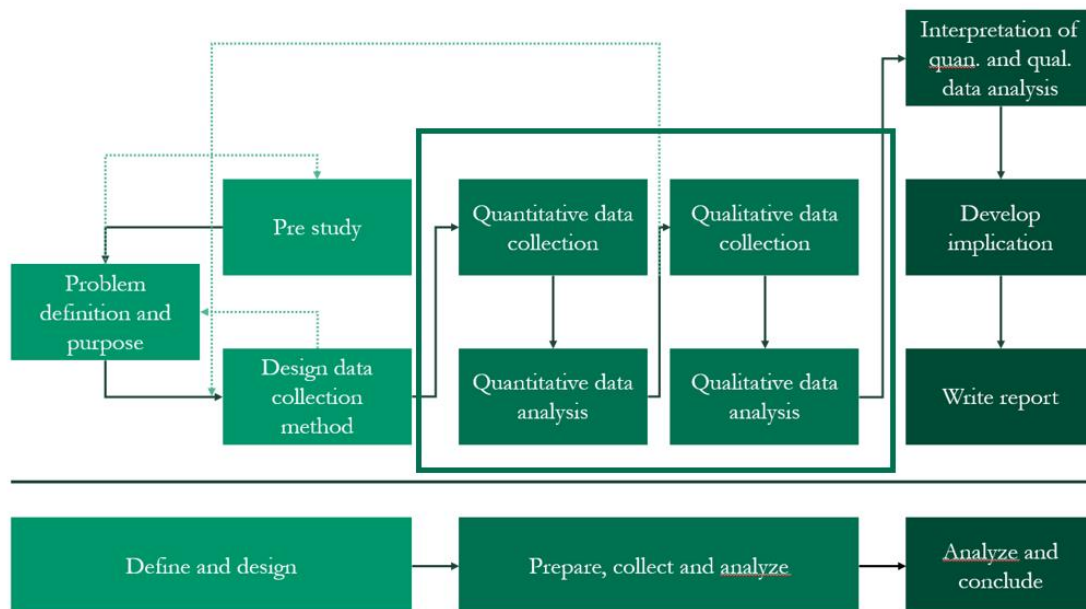 Interpretation of
quan. and qual.
data analysis
Pre study
Quantitative data
collection
Qualitative data
collection
Develop
implication
Problem
definition and
purpose
Design data
collection
method
Quantitative data
analysis
Qualitative data
analysis
Write report
Define and design
Prepare, collect and analyze
Analyze and
conclude